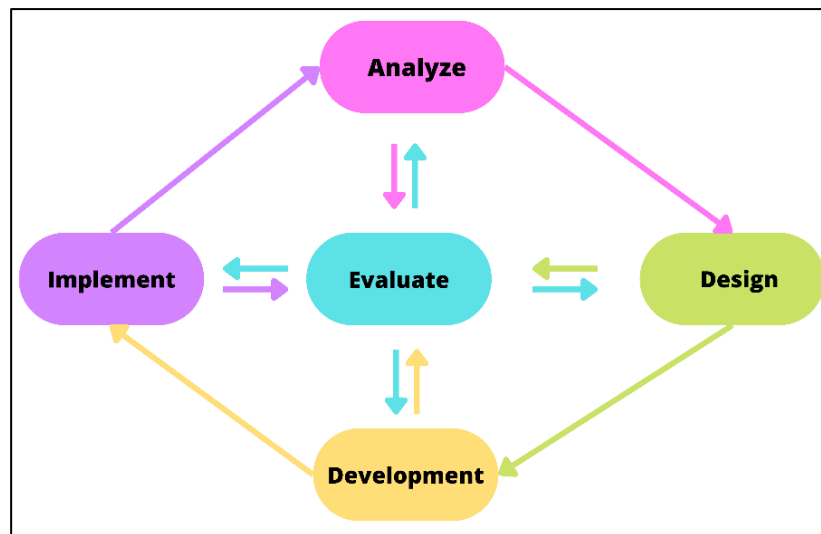 Analyze
Implement
Evaluate
Design
Development